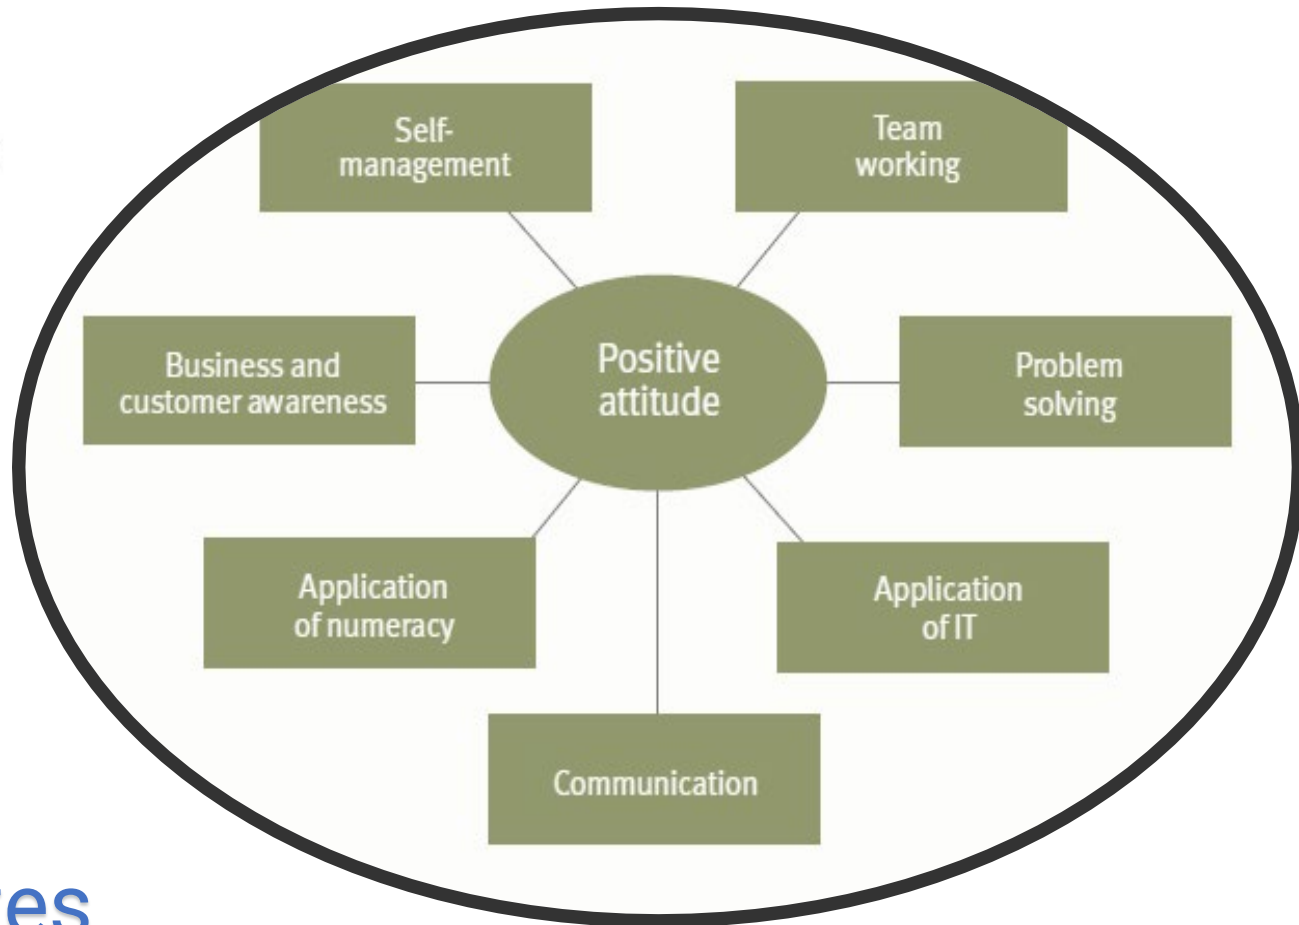 Self-
management
Team
working
Positive
attitude
Business and
customer awareness
Problem
solving
Application
of numeracy
Application
of IT
Communication